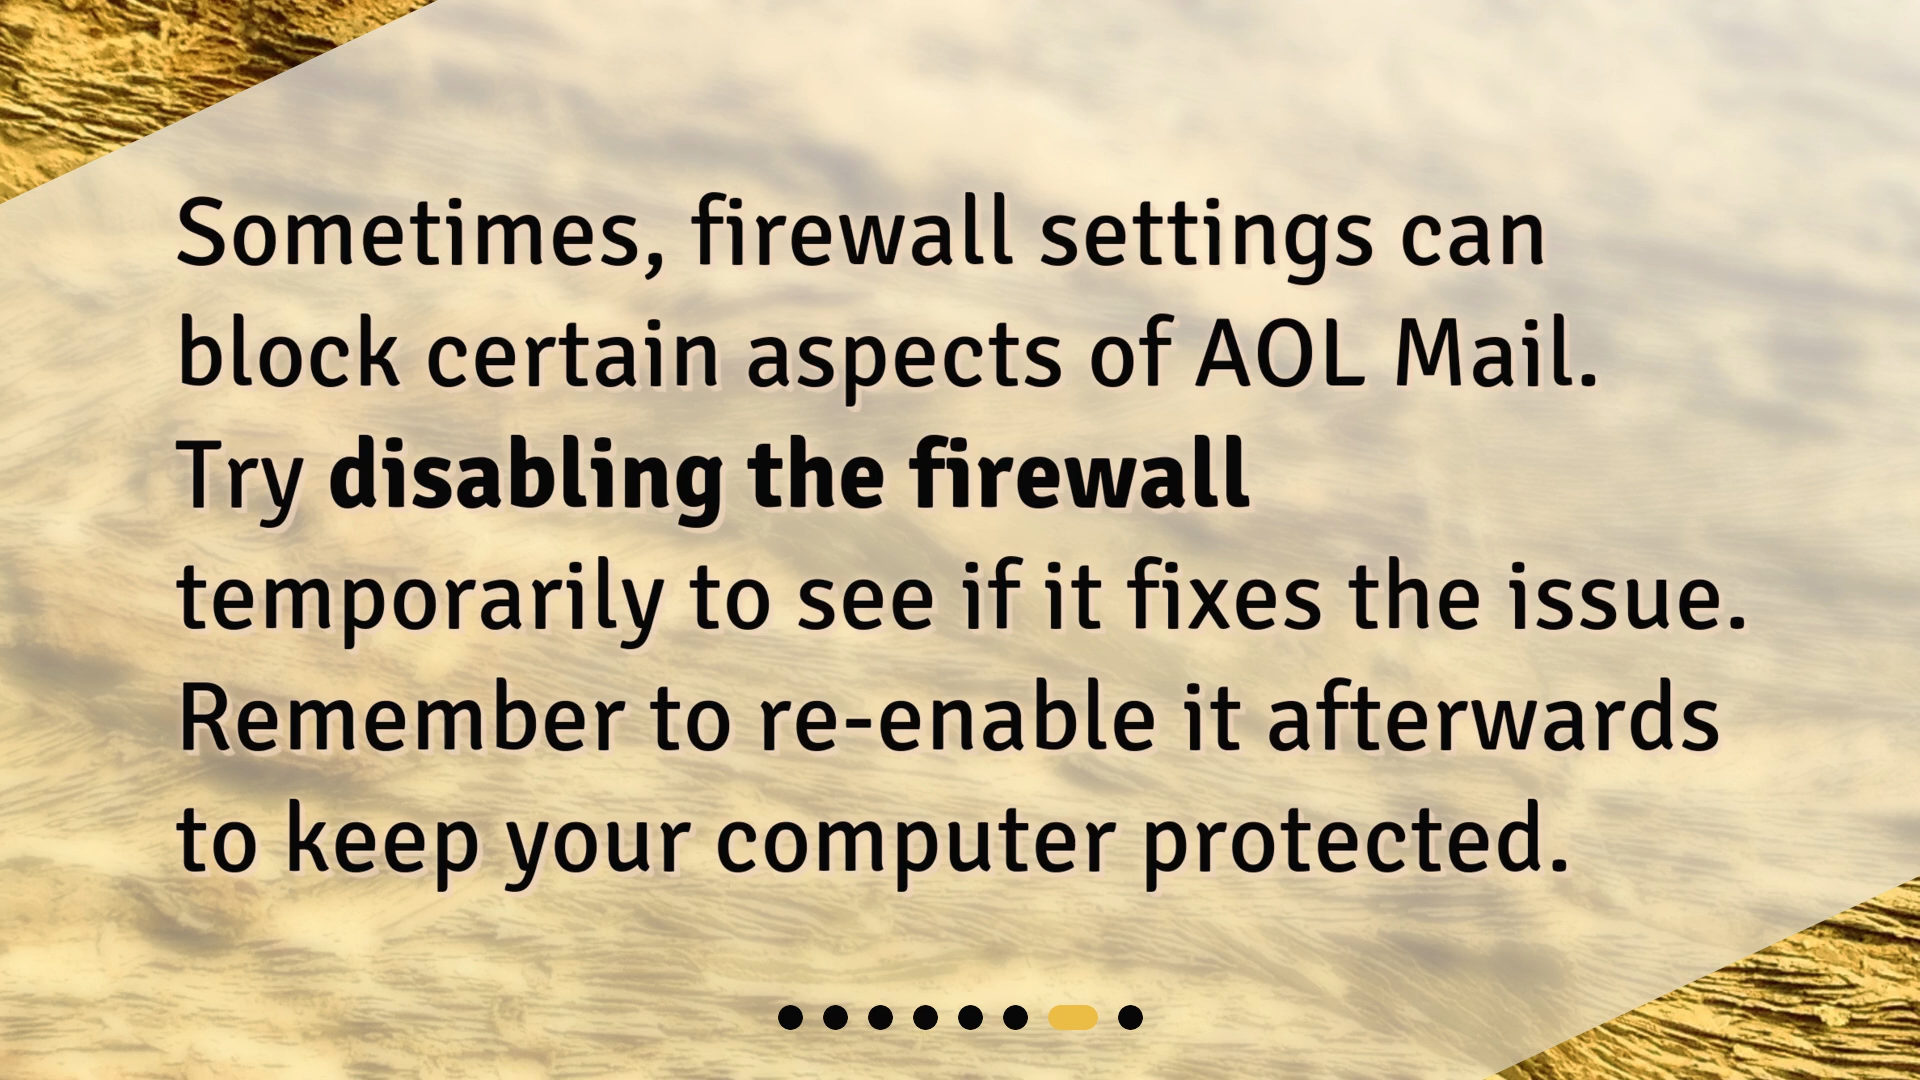 Sometimes, firewall settings can
block certain aspects of AOL Mail.
Try disabling the firewall
temporarily to see if it fixes the issue.
Remember to re-enable it afterwards
to keep your computer protected.